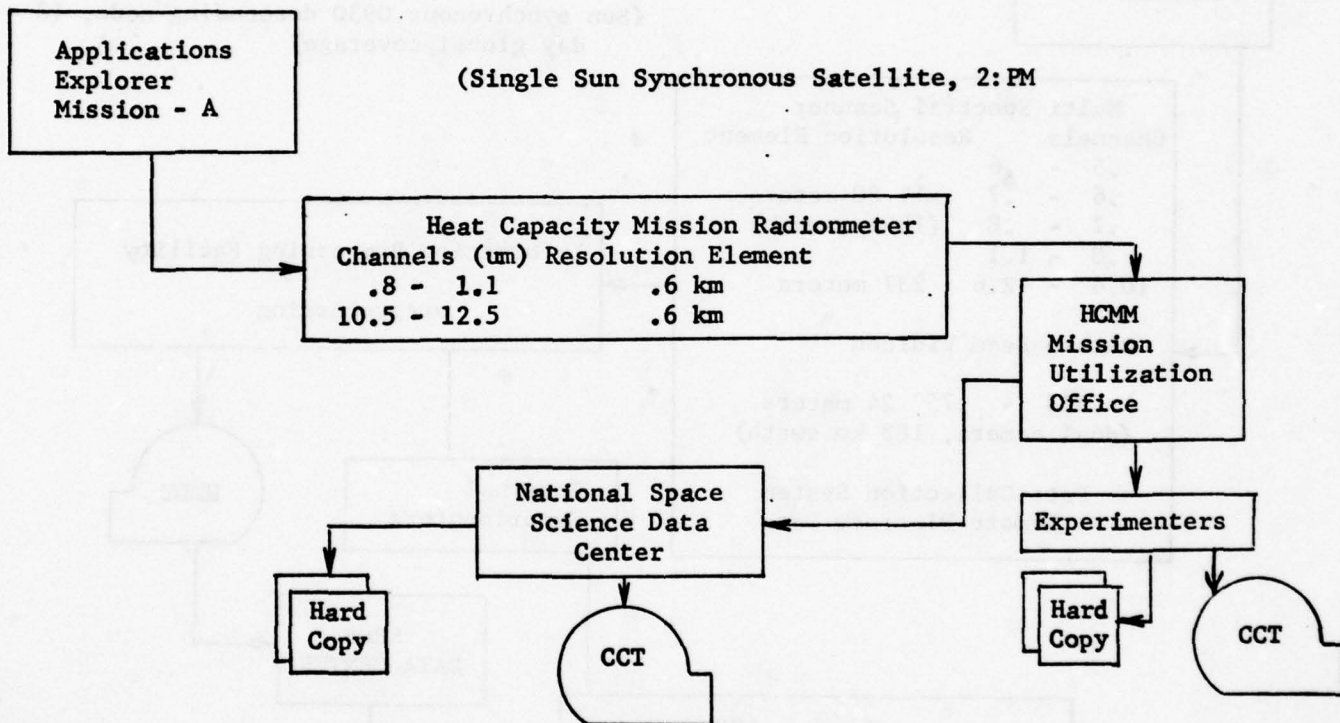 Applications
Explorer
Mission - A
(Single Sun Synchronous Satellite, 2:PM
Heat Capacity Mission Radionmeter
Channels (um) Resolution Element
.8 - 1.1 .6 km
10.5 - 12.5 .6 km
HCMM
Mission
Utilization
Office
National Space
Science Data
Center
Experimenters
Hard
Copy
CCT
Hard
Copy
CCT